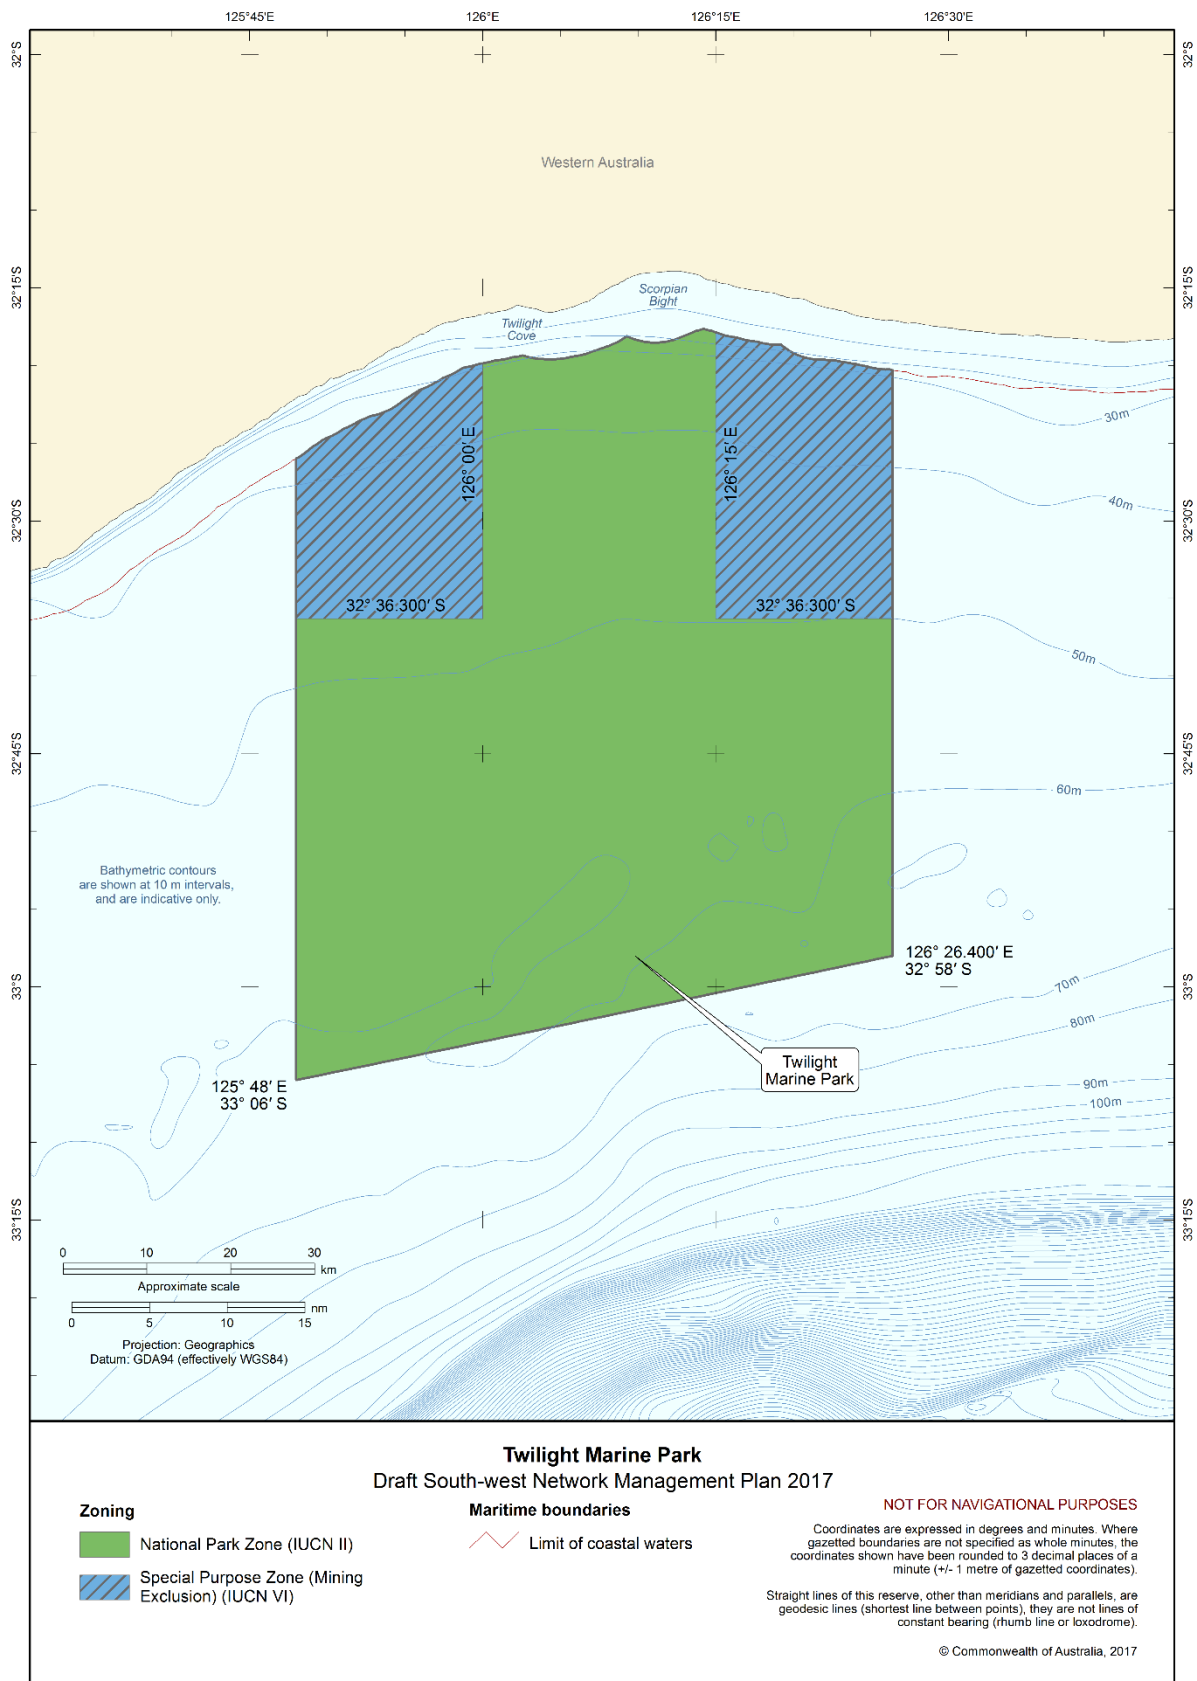 125°45'E
126°E
126°15'E
126°30'E
32°S
32°S
Western Australia
32°15'S
32°15'S
Scorpian
Bight
Twilight
Cove
30m
126° 00' E
126° 15' E
40m
32°30'S
32°30'S
32° 36.300' S
32° 36.300' S
50m
32°45'S
32°45'S
60m
Bathymetric contours
are shown at 10 m intervals,
and are indicative only.
126° 26.400' E
32° 58' S
33°S
33°S
70m
80m
Twilight
Marine Park
125° 48' E
33° 06' S
90m
100m
33°15'S
33°15'S
0 10 20 30
km
Approximate scale
nm
0 5 10 15
Projection: Geographics
Datum: GDA94 (effectively WGS84)
Twilight Marine Park
Draft South-west Network Management Plan 2017
Zoning
National Park Zone (IUCN II)
Special Purpose Zone (Mining
Exclusion) (IUCN VI)
Maritime boundaries
Limit of coastal waters
NOT FOR NAVIGATIONAL PURPOSES
Coordinates are expressed in degrees and minutes. Where
gazetted boundaries are not specified as whole minutes, the
coordinates shown have been rounded to 3 decimal places of a
minute (+/- 1 metre of gazetted coordinates).
Straight lines of this reserve, other than meridians and parallels, are
geodesic lines (shortest line between points), they are not lines of
constant bearing (rhumb line or loxodrome).
© Commonwealth of Australia, 2017